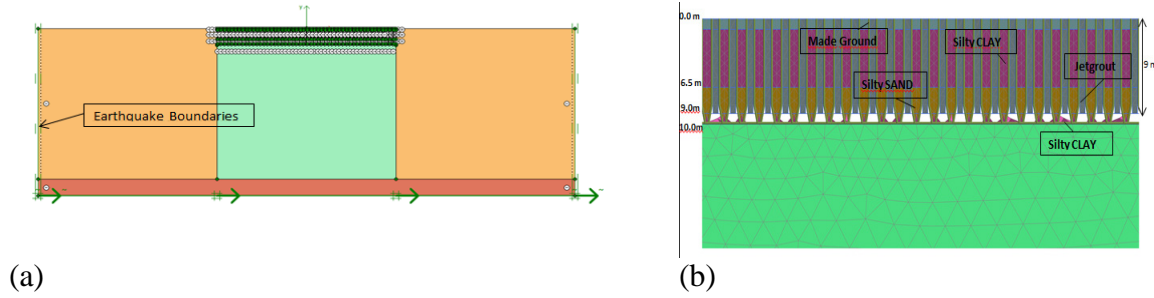 Earthquake Boundaries
(a)
(b)
0.0 m
Made Ground
Silty CLAY
Jetgrout
9 m
6.5 m
Silty SAND
9.0m
10.0m
Silty CLAY